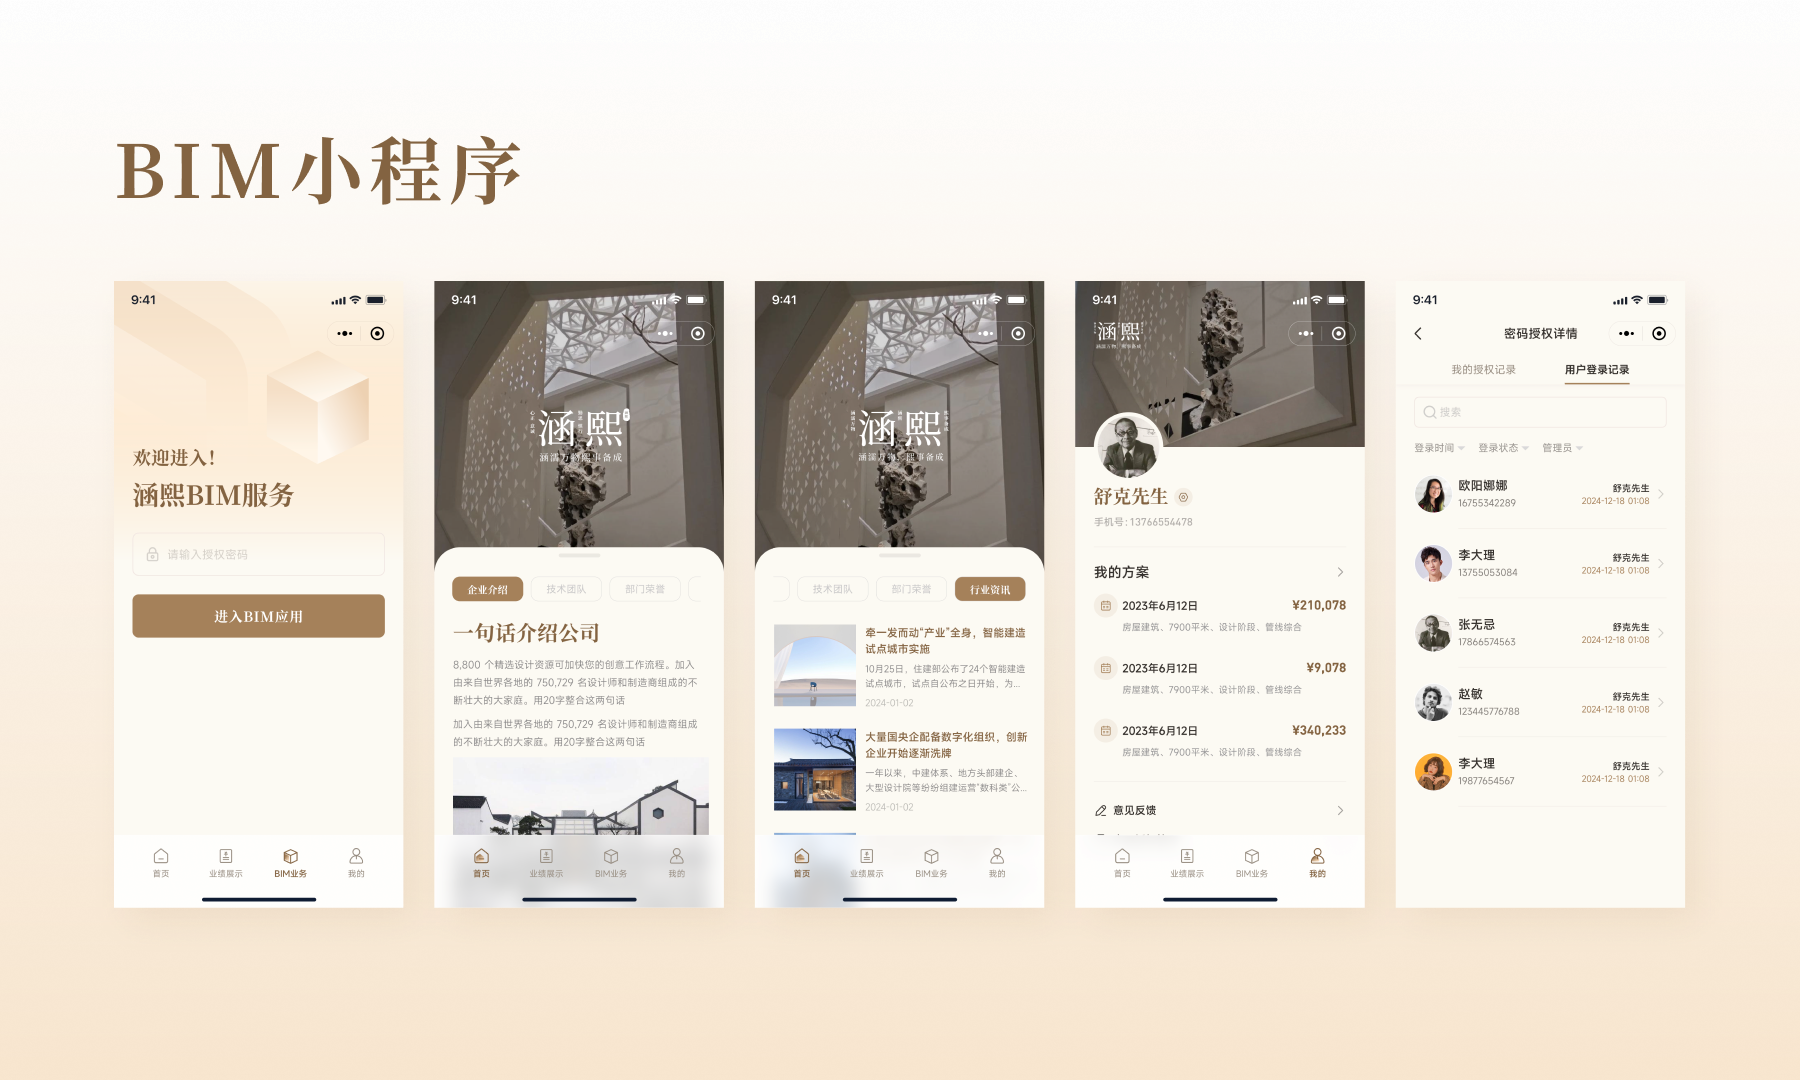 BIM小程序
9:41
欢迎进入！
涵熙BIM服务
请输入授权密码
进入BIM应用
首页
业绩展示
BIM业务
我的
9:41
涵熙
涵濡万物 熙事备成
企业介绍
技术团队
部门荣誉
一句话介绍公司
8,800 个精选设计资源可加快您的创意工作流程。加入
由来自世界各地的 750,729 名设计师和制造商组成的不
断壮大的大家庭。用20字整合这两句话
加入由来自世界各地的 750,729 名设计师和制造商组成
的不断壮大的大家庭。用20字整合这两句话
首页
业绩展示
BIM业务
我的
9:41
涵熙
涵濡万物 熙事备成
技术团队
部门荣誉
行业资讯
牵一发而动“产业”全身，智能建造
试点城市实施
10月25日，住建部公布了24个智能建造
试点城市，试点自公布之日开始，为...
2024-01-02
大量国央企配备数字化组织，创新
企业开始逐渐洗牌
一年以来，中建体系、地方头部建企、
大型设计院等纷纷组建运营“数科类”公...
2024-01-02
首页
业绩展示
BIM业务
我的
9:41
涵熙
涵濡万物 熙事备成
舒克先生
手机号:13766554478
我的方案
2023年6月12日
¥210,078
房屋建筑、7900平米、设计阶段、管线综合
2023年6月12日
¥9,078
房屋建筑、7900平米、设计阶段、管线综合
2023年6月12日
¥340,233
房屋建筑、7900平米、设计阶段、管线综合
意见反馈
首页
业绩展示
BIM业务
我的
9:41
密码授权详情
我的授权记录
用户登录记录
搜索
登录时间
登录状态
管理员
欧阳娜娜
16755342289
舒克先生
2024-12-18 01:08
李大理
13755053084
舒克先生
2024-12-18 01:08
张无忌
17866574563
舒克先生
2024-12-18 01:08
赵敏
123445776788
舒克先生
2024-12-18 01:08
李大理
19877654567
舒克先生
2024-12-18 01:08